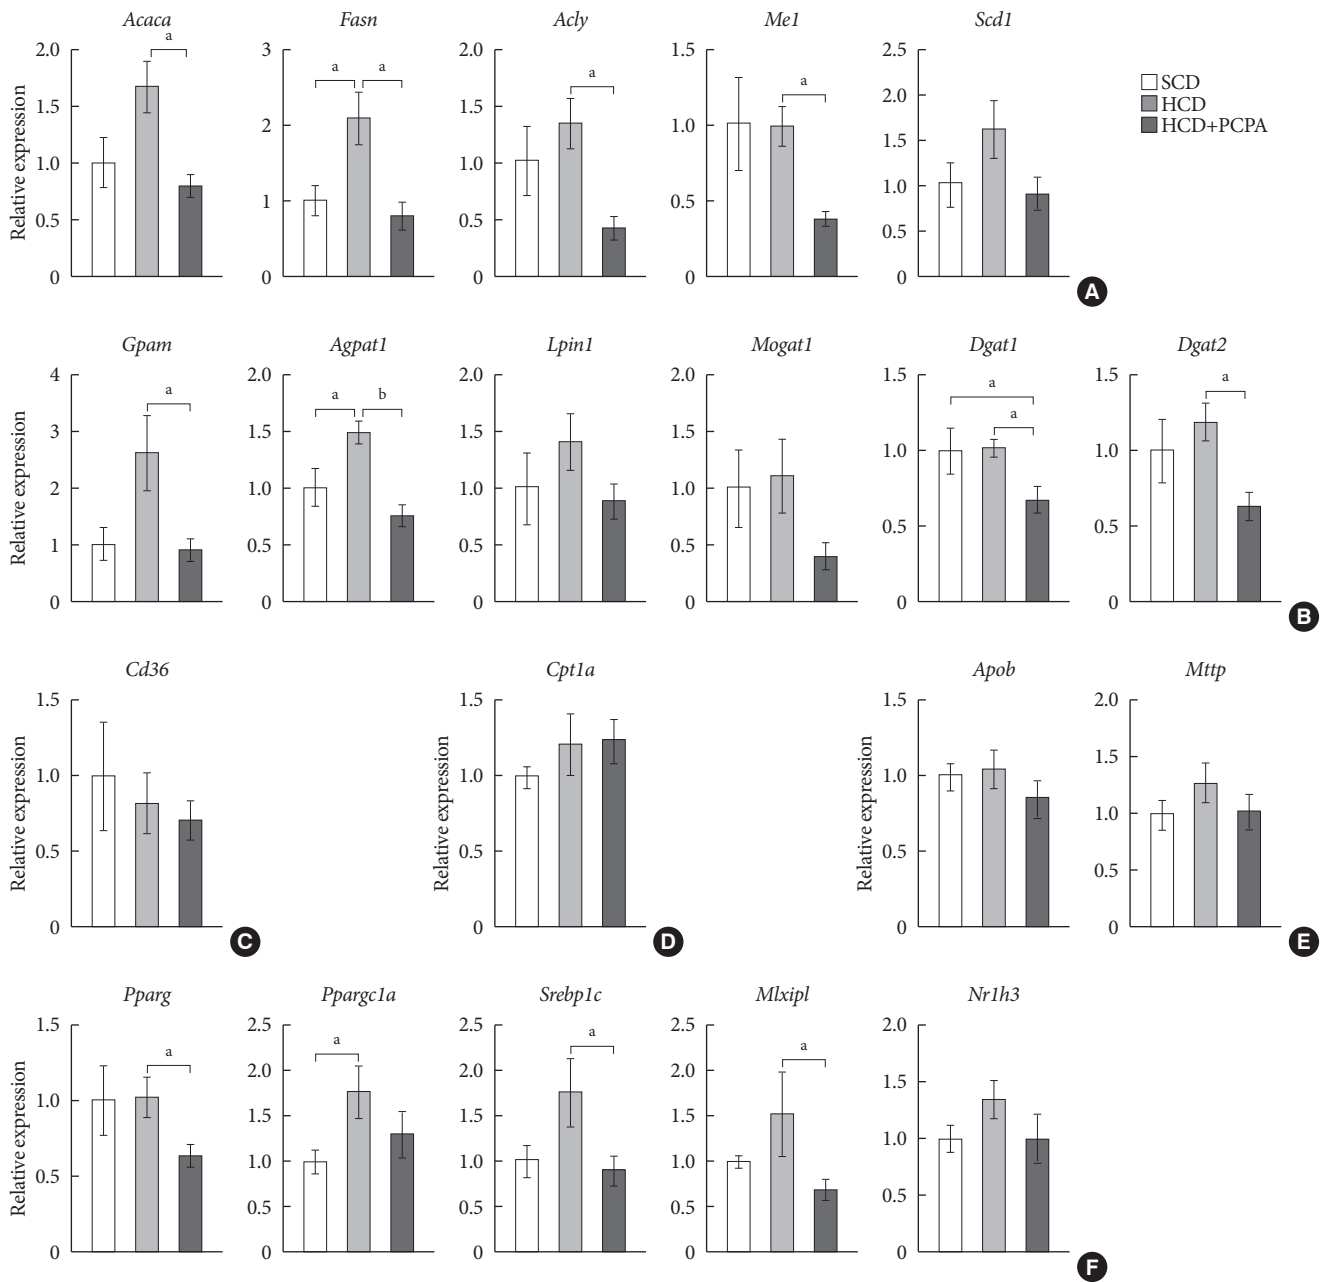 Acaca Fasn Acly Me1 Scd1
a
2.0 3 2.0 1.5 2.5
a a a a
SCD
HCD
HCD+PCPA
1.5 2 1.5 1.0 2.0
1.0 1 1.0 0.5 1.5
0.5 0 0.5 0 1.0
0 0 0.5
0
Relative expression
A
Gpam Agpat1 Lpin1 Mogat1 Dgat1 Dgat2
4 2.0 2.0 2.0 1.5 1.5
a a b a a a
3 1.5 1.5 1.5 1.0 1.0
2 1.0 1.0 1.0 0.5 0.5
1 0.5 0.5 0.5 0 0
0 0 0 0
Relative expression
B
Cd36 Cpt1a Apob Mttp
1.5 1.5 1.5 2.0
1.0 1.0 1.0 1.5
0.5 0.5 0.5 1.0
0 0 0 0.5
0
Relative expression Relative expression Relative expression
C D E
Pparg Ppargc1a Srebp1c Mlxipl Nr1h3
1.5 2.5 2.5 2.5 2.0
a a a a
1.0 2.0 2.0 2.0 1.5
0.5 1.5 1.5 1.5 1.0
0 1.0 1.0 1.0 0.5
0.5 0.5 0.5 0
0 0 0
Relative expression
F